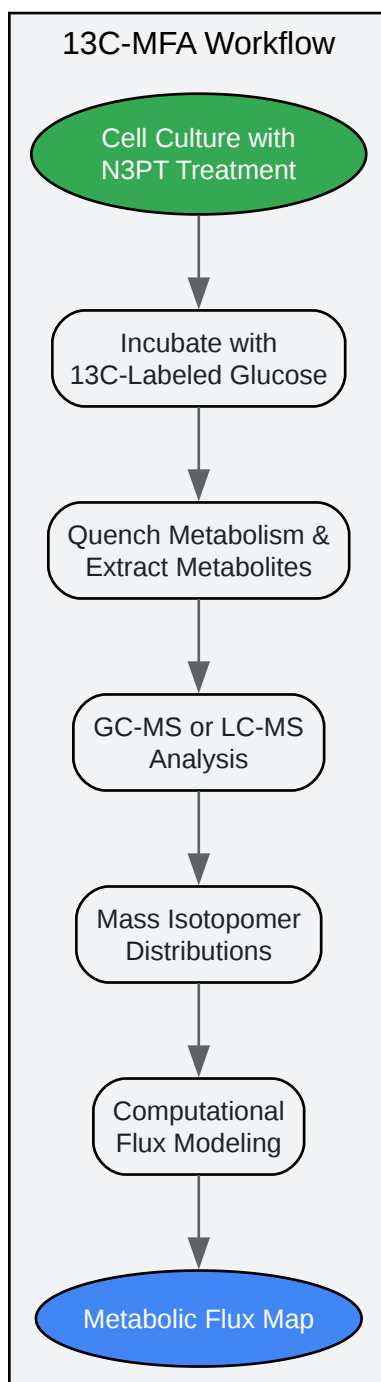 13C-MFA Workflow
Cell Culture with
N3PT Treatment
Incubate with
13C-Labeled Glucose
Quench Metabolism &
Extract Metabolites
GC-MS or LC-MS
Analysis
Mass Isotopomer
Distributions
Computational
Flux Modeling
Metabolic Flux Map